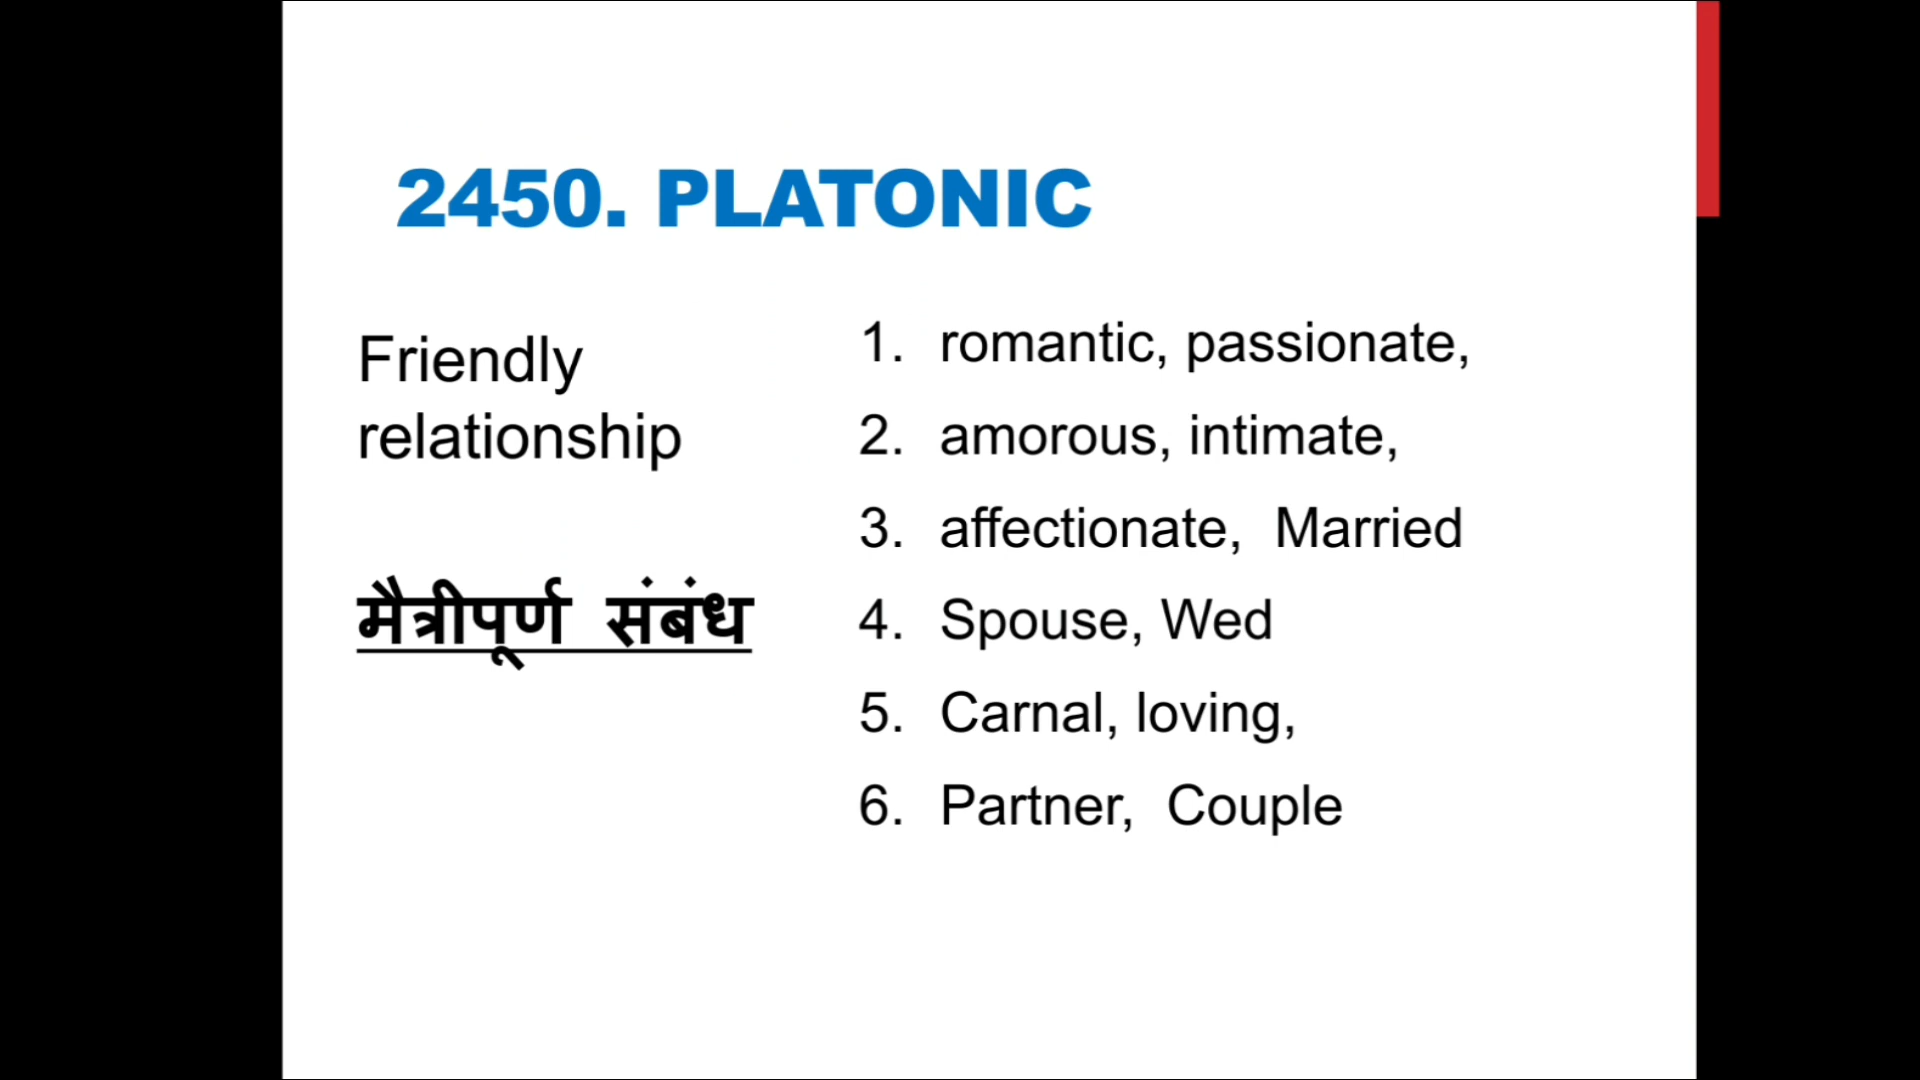 2450. PLATONIC
Friendly
relationship
मैत्रीपूर्ण संबंध
1. romantic, passionate,
2. amorous, intimate,
3. affectionate, Married
4. Spouse, Wed
5. Carnal, loving,
6. Partner, Couple